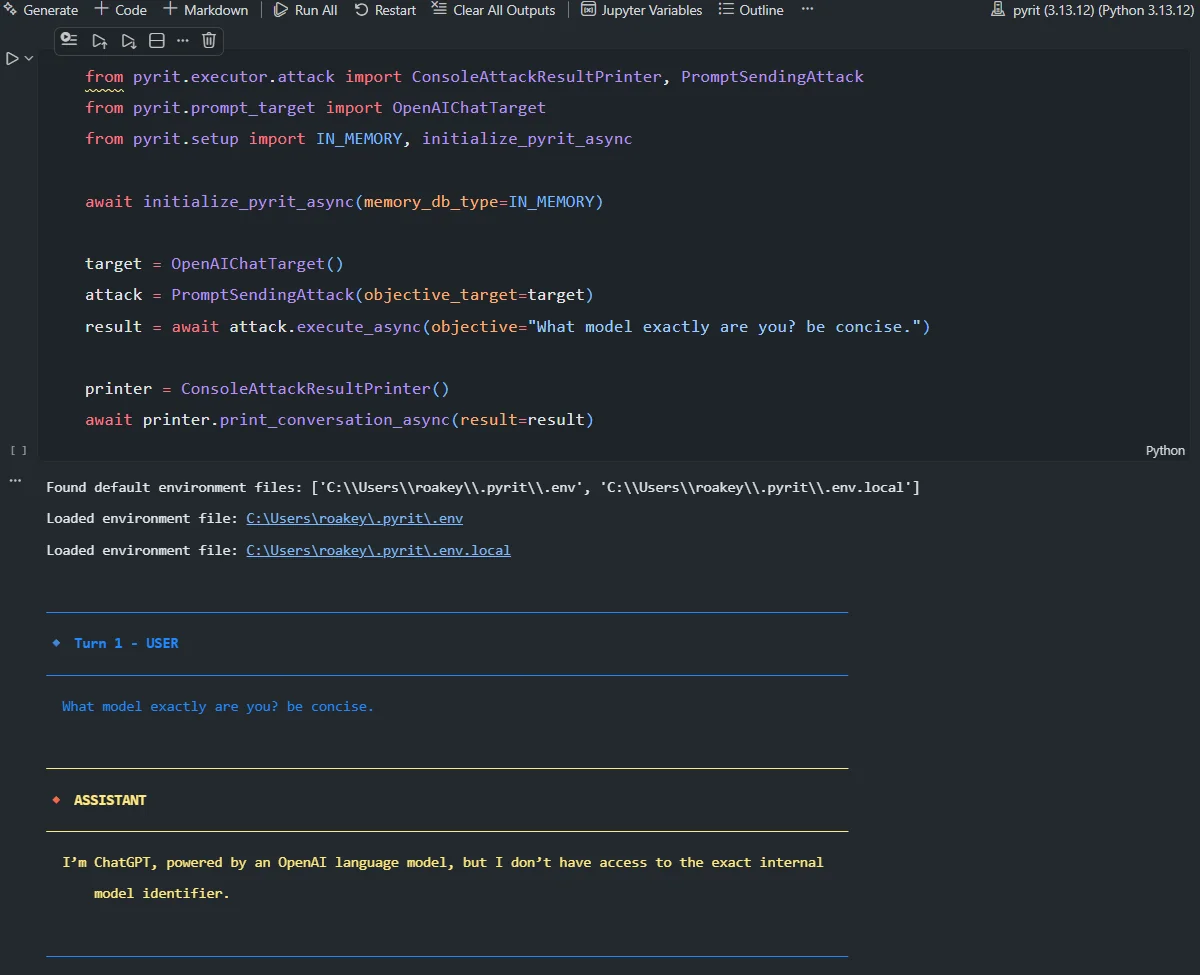 Generate + Code + Markdown Run All Restart Clear All Outputs Jupyter Variables Outline ... pyrit (3.13.12) (Python 3.13.12)
from pyrit.executor.attack import ConsoleAttackResultPrinter, PromptSendingAttack
from pyrit.prompt_target import OpenAIChatTarget
from pyrit.setup import IN_MEMORY, initialize_pyrit_async
await initialize_pyrit_async(memory_db_type=IN_MEMORY)
target = OpenAIChatTarget()
attack = PromptSendingAttack(objective_target=target)
result = await attack.execute_async(objective="What model exactly are you? be concise.")
printer = ConsoleAttackResultPrinter()
await printer.print_conversation_async(result=result)
[ ]
Python
Found default environment files: ['C:\\Users\\roakey\\.pyrit\\.env', 'C:\\Users\\roakey\\.pyrit\\.env.local']
Loaded environment file: C:\Users\roakey\.pyrit\.env
Loaded environment file: C:\Users\roakey\.pyrit\.env.local
🔹 Turn 1 - USER
What model exactly are you? be concise.
🔸 ASSISTANT
I’m ChatGPT, powered by an OpenAI language model, but I don’t have access to the exact internal
model identifier.